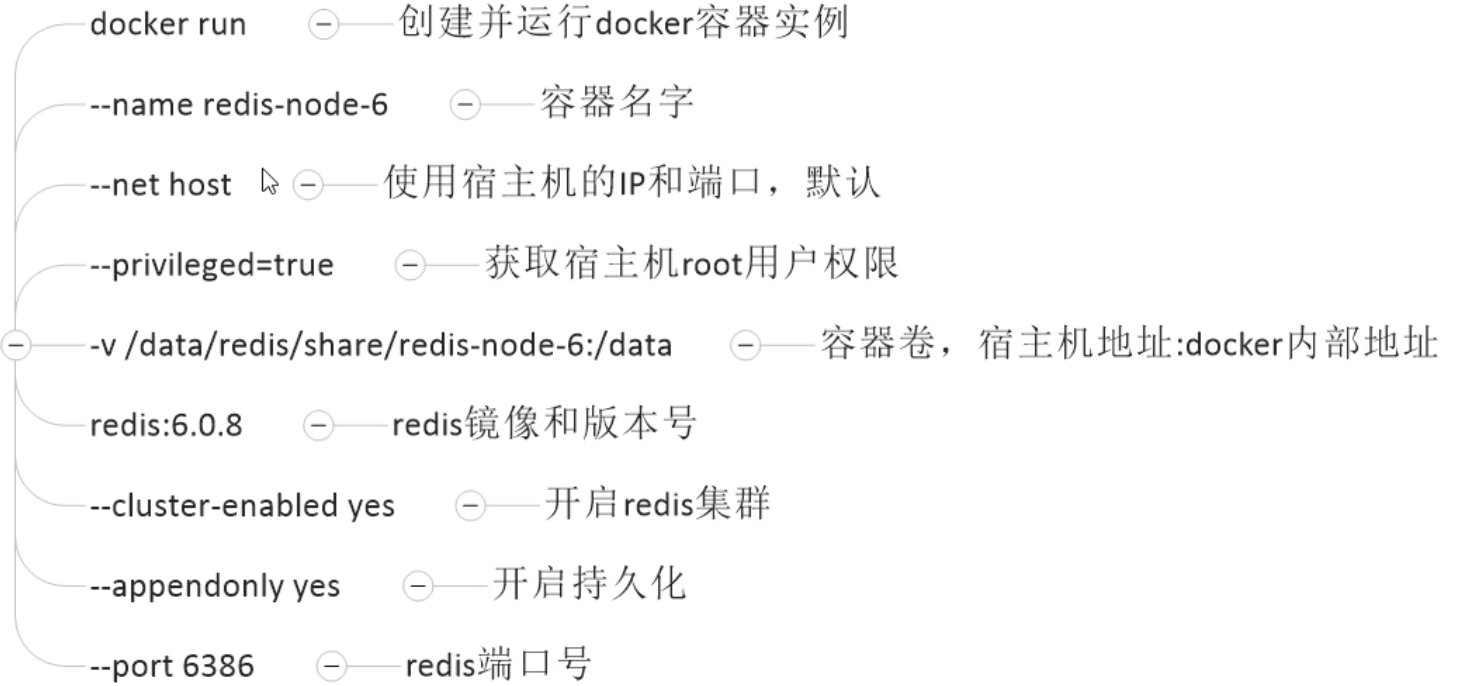 docker run 创建并运行docker容器实例
--name redis-node-6 容器名字
--net host 使用宿主机的IP和端口，默认
--privileged=true 获取宿主机root用户权限
-v /data/redis/share/redis-node-6:/data 容器卷，宿主机地址:docker内部地址
redis:6.0.8 redis镜像和版本号
--cluster-enabled yes 开启redis集群
--appendonly yes 开启持久化
--port 6386 redis端口号